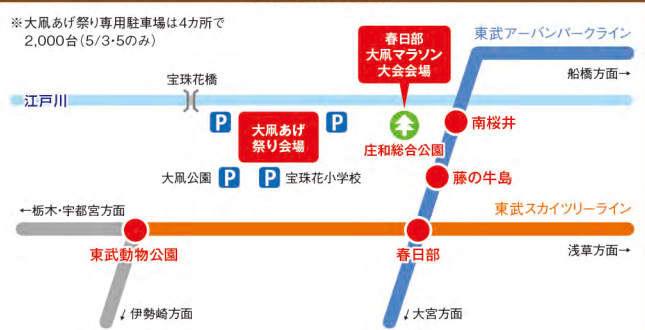 ※大凧あげ祭り専用駐車場は4カ所で
2,000台(5/3・5のみ)
春日部
大凧マラソン
大会会場
東武アーバンパークライン
船橋方面→
宝珠花橋
江戸川
P
P
大凧あげ
祭り会場
南桜井
庄和総合公園
大凧公園
P
P
宝珠花小学校
藤の牛島
←栃木・宇都宮方面
東武スカイツリーライン
東武動物公園
春日部
浅草方面→
↓伊勢崎方面
↓大宮方面